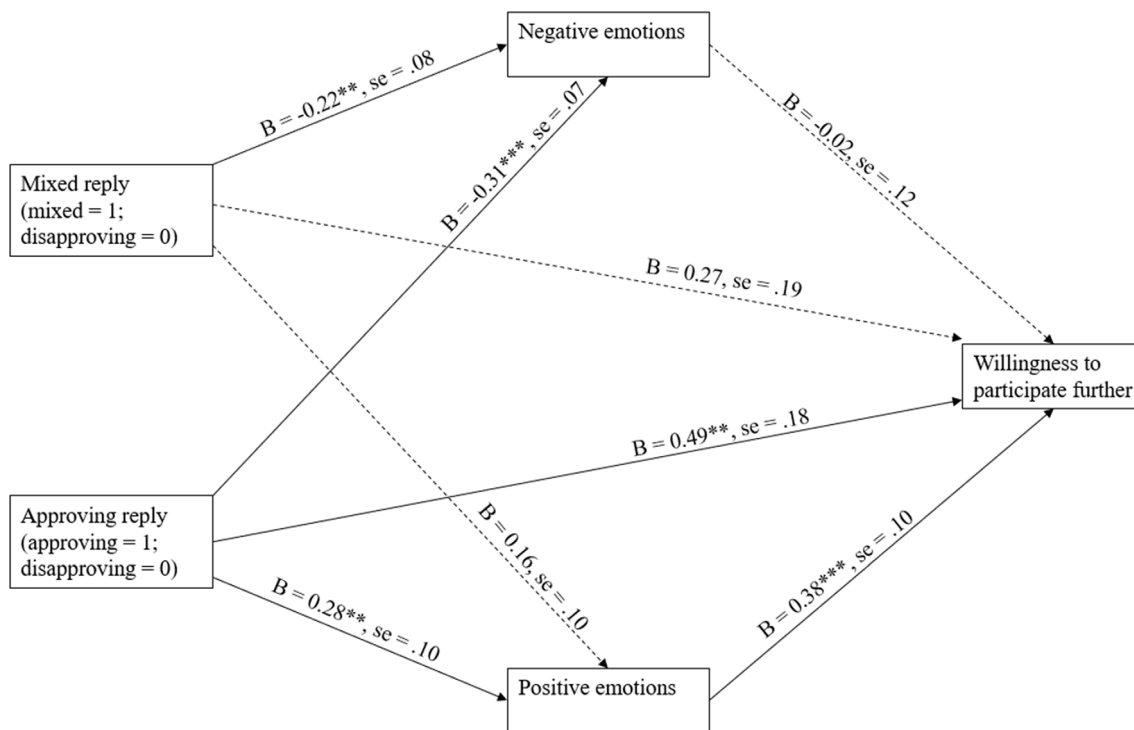 Negative emotions
B = -0.22**, se = .08
B = -0.31***, se = .07
B = -0.02, se = .12
Mixed reply
(mixed = 1;
disapproving = 0)
B = 0.27, se = .19
Willingness to
participate further
B = 0.49**, se = .18
Approving reply
(approving = 1;
disapproving = 0)
B = 0.16, se = .10
B = 0.38***, se = .10
B = 0.28**, se = .10
Positive emotions